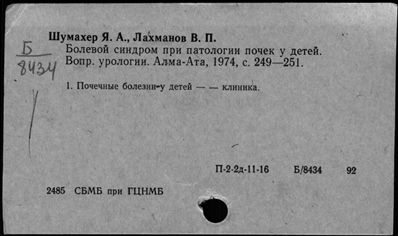 Шумахер Я. А., Лахманов В. П.
Б
8434
Болевой синдром при патологии почек у детей.
Вопр. урологии. Алма-Ата, 1974, с. 249—251.
1. Почечные болезни у детей — — клиника.
П-2-2д-11-16 Б/8434 92
2485 СБМБ при ГЦНМБ